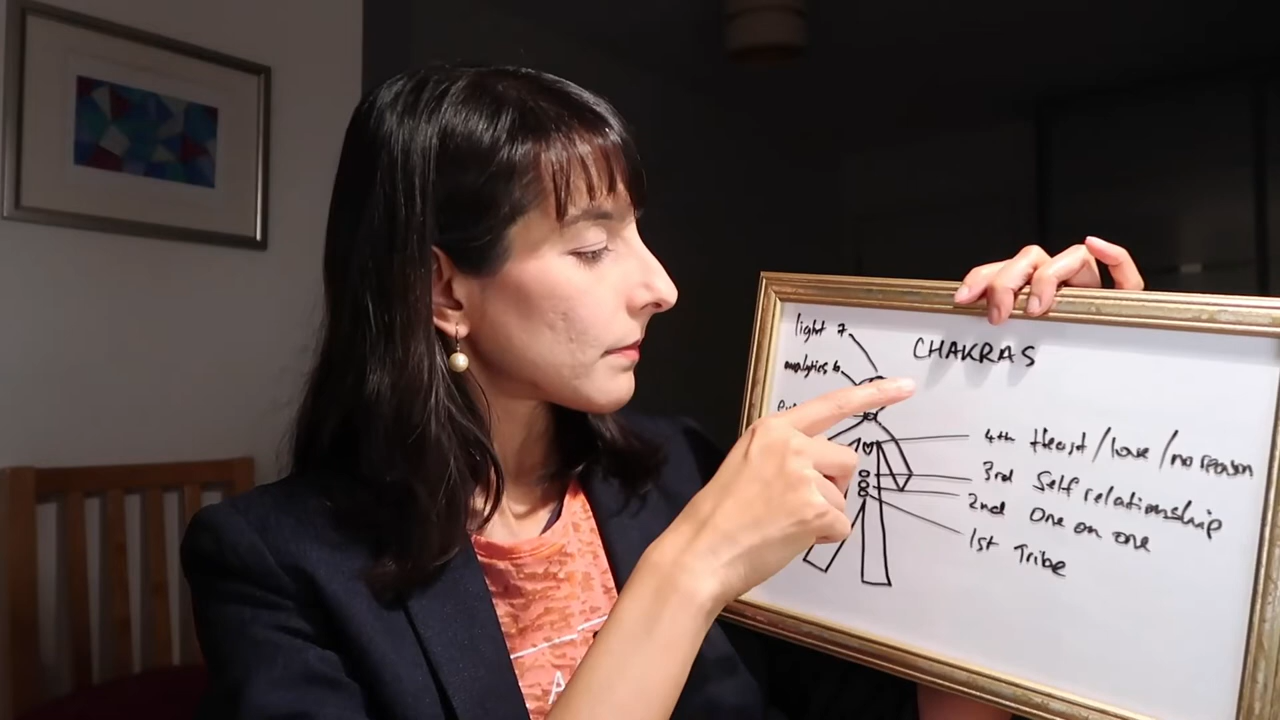 CHAKRAS
light 7
analytics 6
4th Heart/love/no reason
3rd Self relationship
2nd One on one
1st Tribe
A